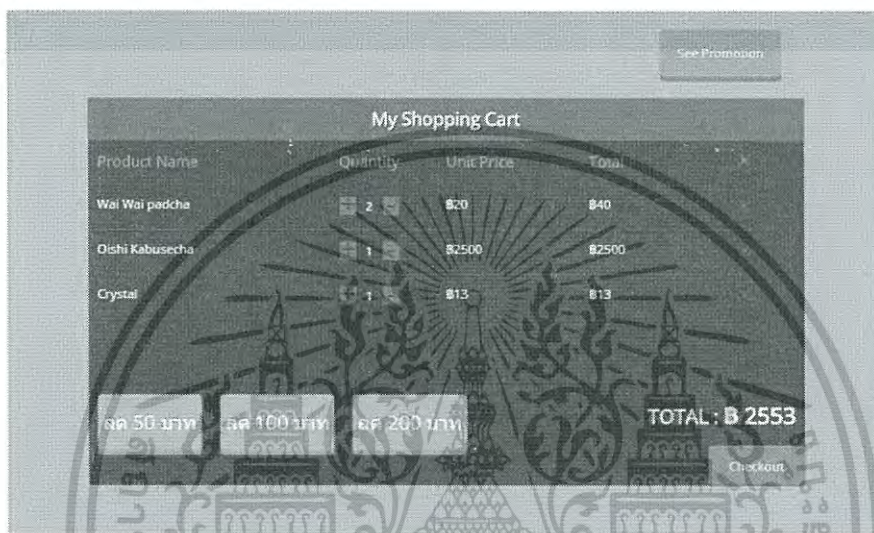 See Promotion
My Shopping Cart
Product Name Quantity Unit Price Total
Wai Wai padcha 2 ฿20 ฿40
Oishi Kabusecha 1 ฿2500 ฿2500
Crystal 1 ฿13 ฿13
ลด 50 บาท ลด 100 บาท ลด 200 บาท
TOTAL : ฿ 2553
Checkout